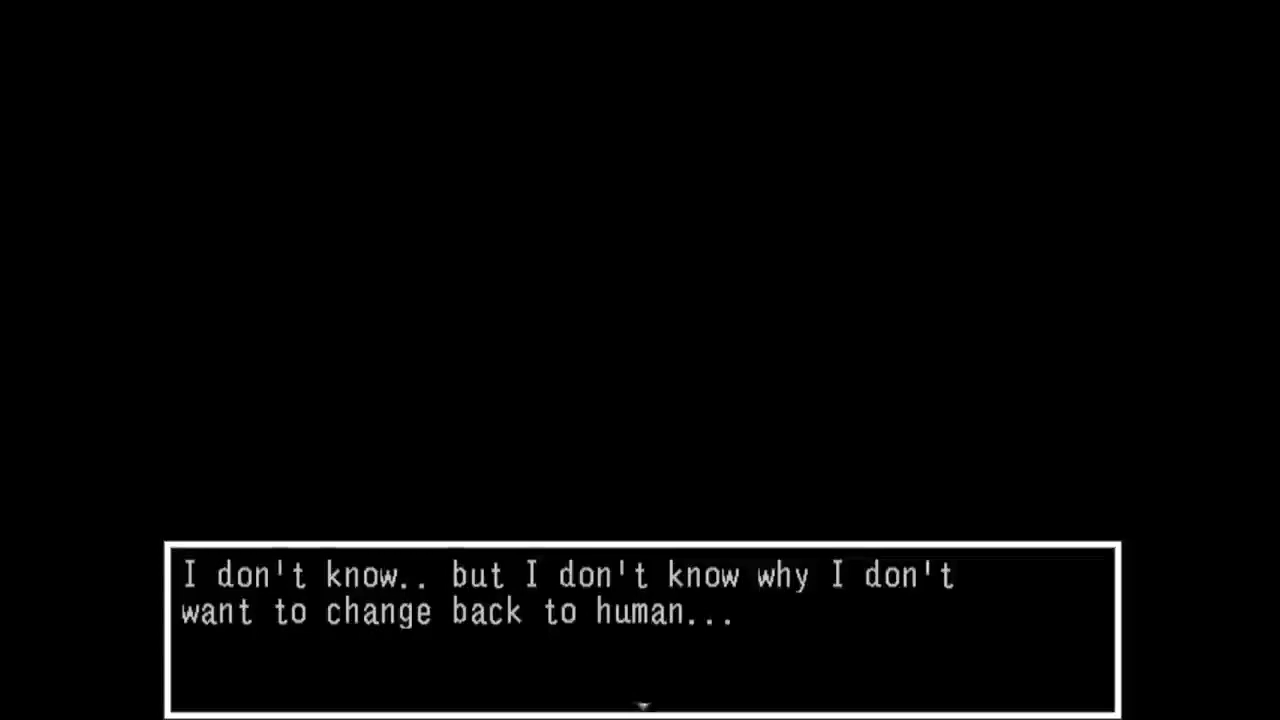 I don't know.. but I don't know why I don't
want to change back to human...